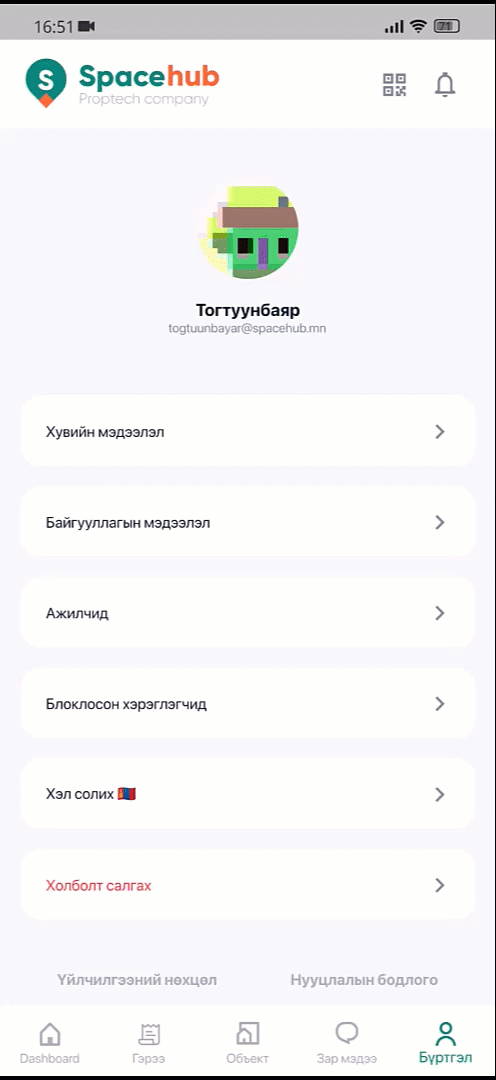 16:51
71
Spacehub
Proptech company
Тогтуунбаяр
togtuunbayar@spacehub.mn
Хувийн мэдээлэл
Байгууллагын мэдээлэл
Ажилчид
Блоклосон хэрэглэгчид
Хэл солих 🇲🇳
Холболт салгах
Үйлчилгээний нөхцөл
Нууцлалын бодлого
Dashboard
Гэрээ
Объект
Зар мэдээ
Бүртгэл